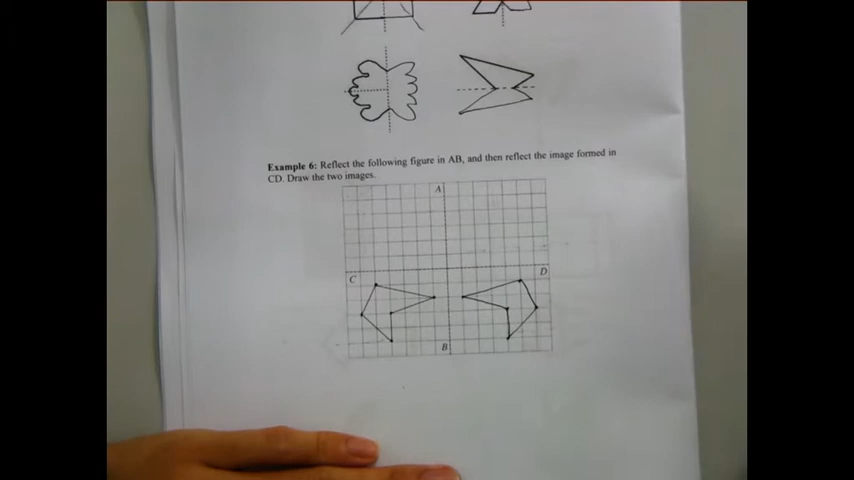 Example 6: Reflect the following figure in AB, and then reflect the image formed in
CD. Draw the two images.
A
C
D
B